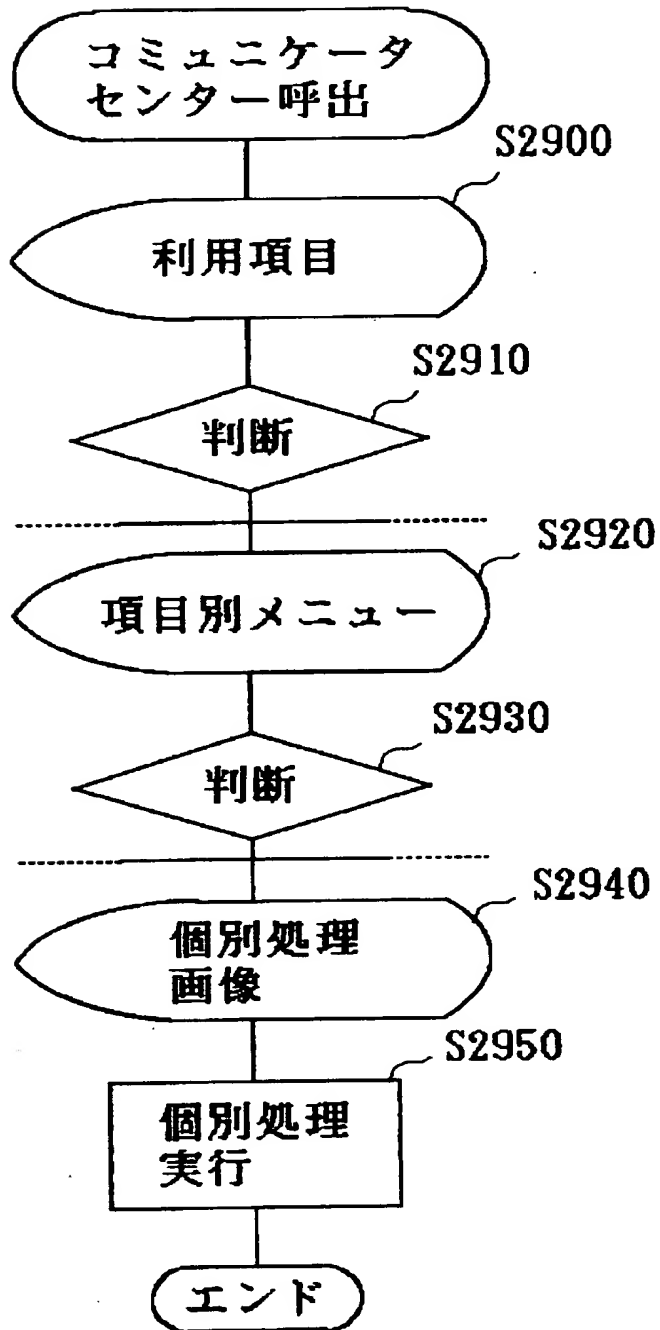 コミュニケータ
センター呼出
S2900
利用項目
S2910
判断
S2920
項目別メニュー
S2930
判断
S2940
個別処理
画像
S2950
個別処理
実行
エンド